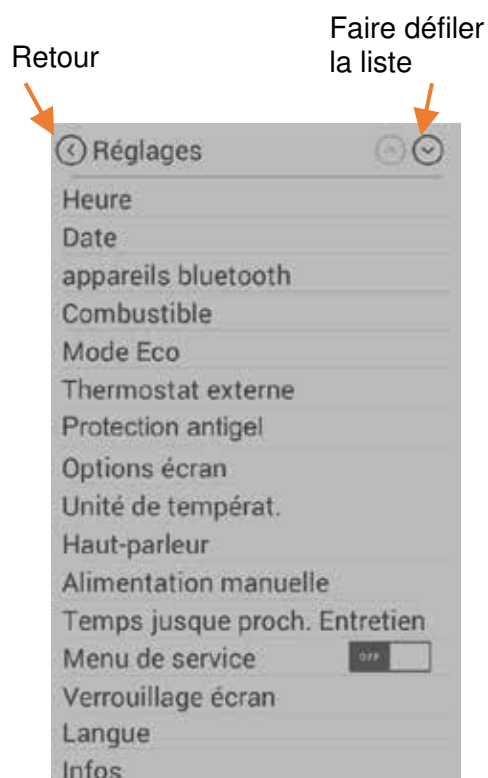 Retour
Faire défiler
la liste
Réglages
Heure
Date
appareils bluetooth
Combustible
Mode Eco
Thermostat externe
Protection antigel
Options écran
Unité de températ.
Haut-parleur
Alimentation manuelle
Temps jusque proch. Entretien
Menu de service OFF
Verrouillage écran
Langue
Infos